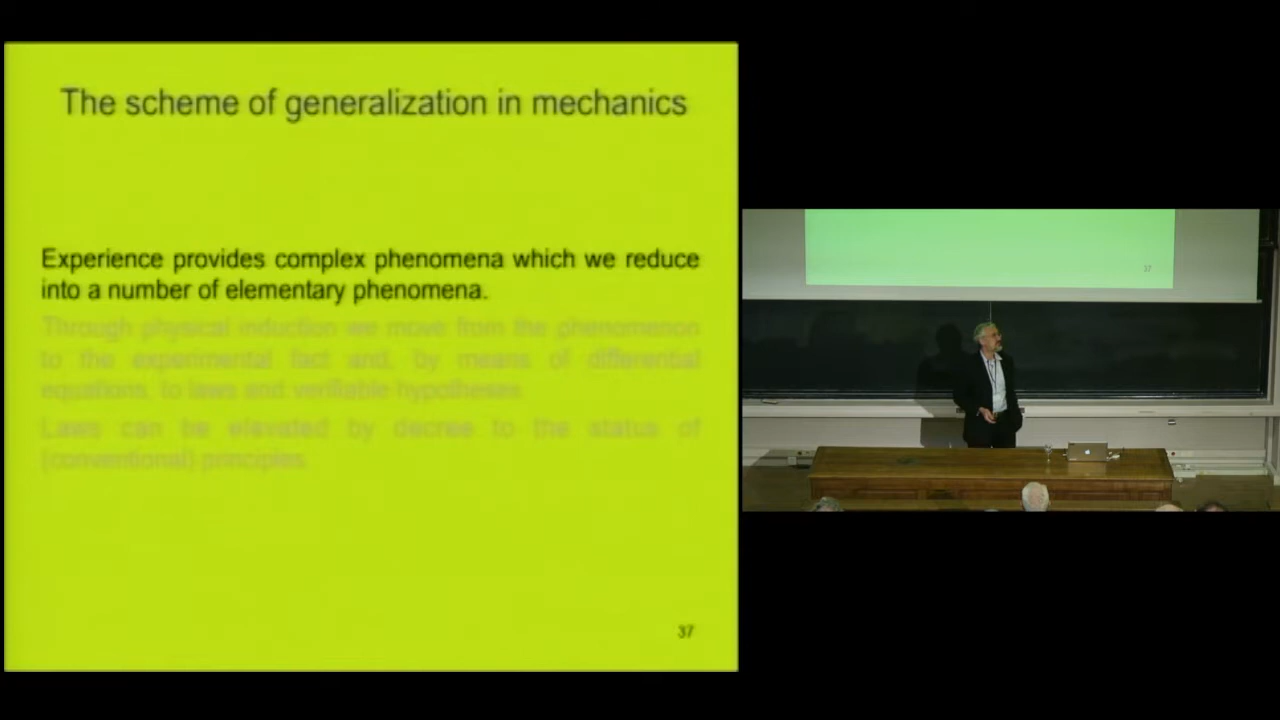 The scheme of generalization in mechanics
Experience provides complex phenomena which we reduce
into a number of elementary phenomena.
Through physical induction we move from the phenomenon
to the experimental fact and, by means of differential
equations, to laws and verifiable hypotheses.
Laws can be elevated by decree to the status of
(conventional) principles.
37
37